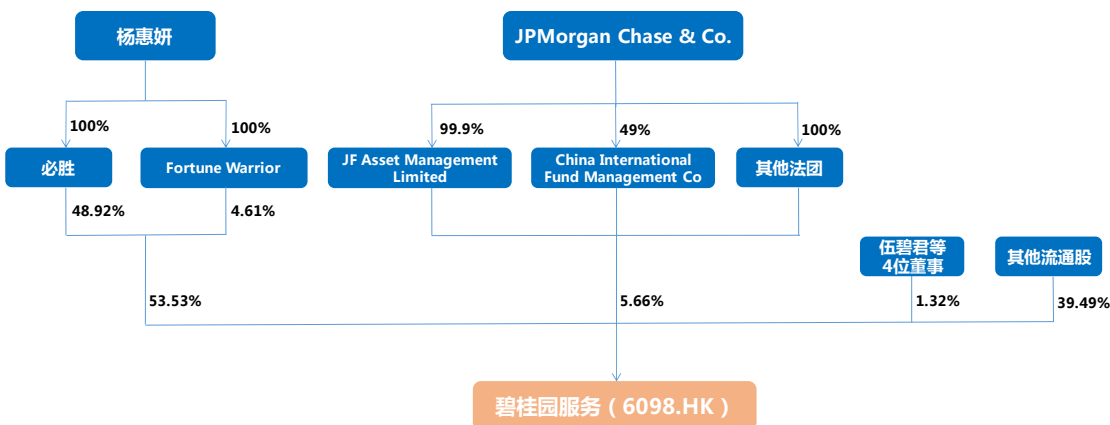 杨惠妍
JPMorgan Chase & Co.
100%
100%
99.9%
49%
100%
必胜
Fortune Warrior
JF Asset Management
Limited
China International
Fund Management Co
其他法团
48.92%
4.61%
伍碧君等
4位董事
其他流通股
53.53%
5.66%
1.32%
39.49%
碧桂园服务（6098.HK）